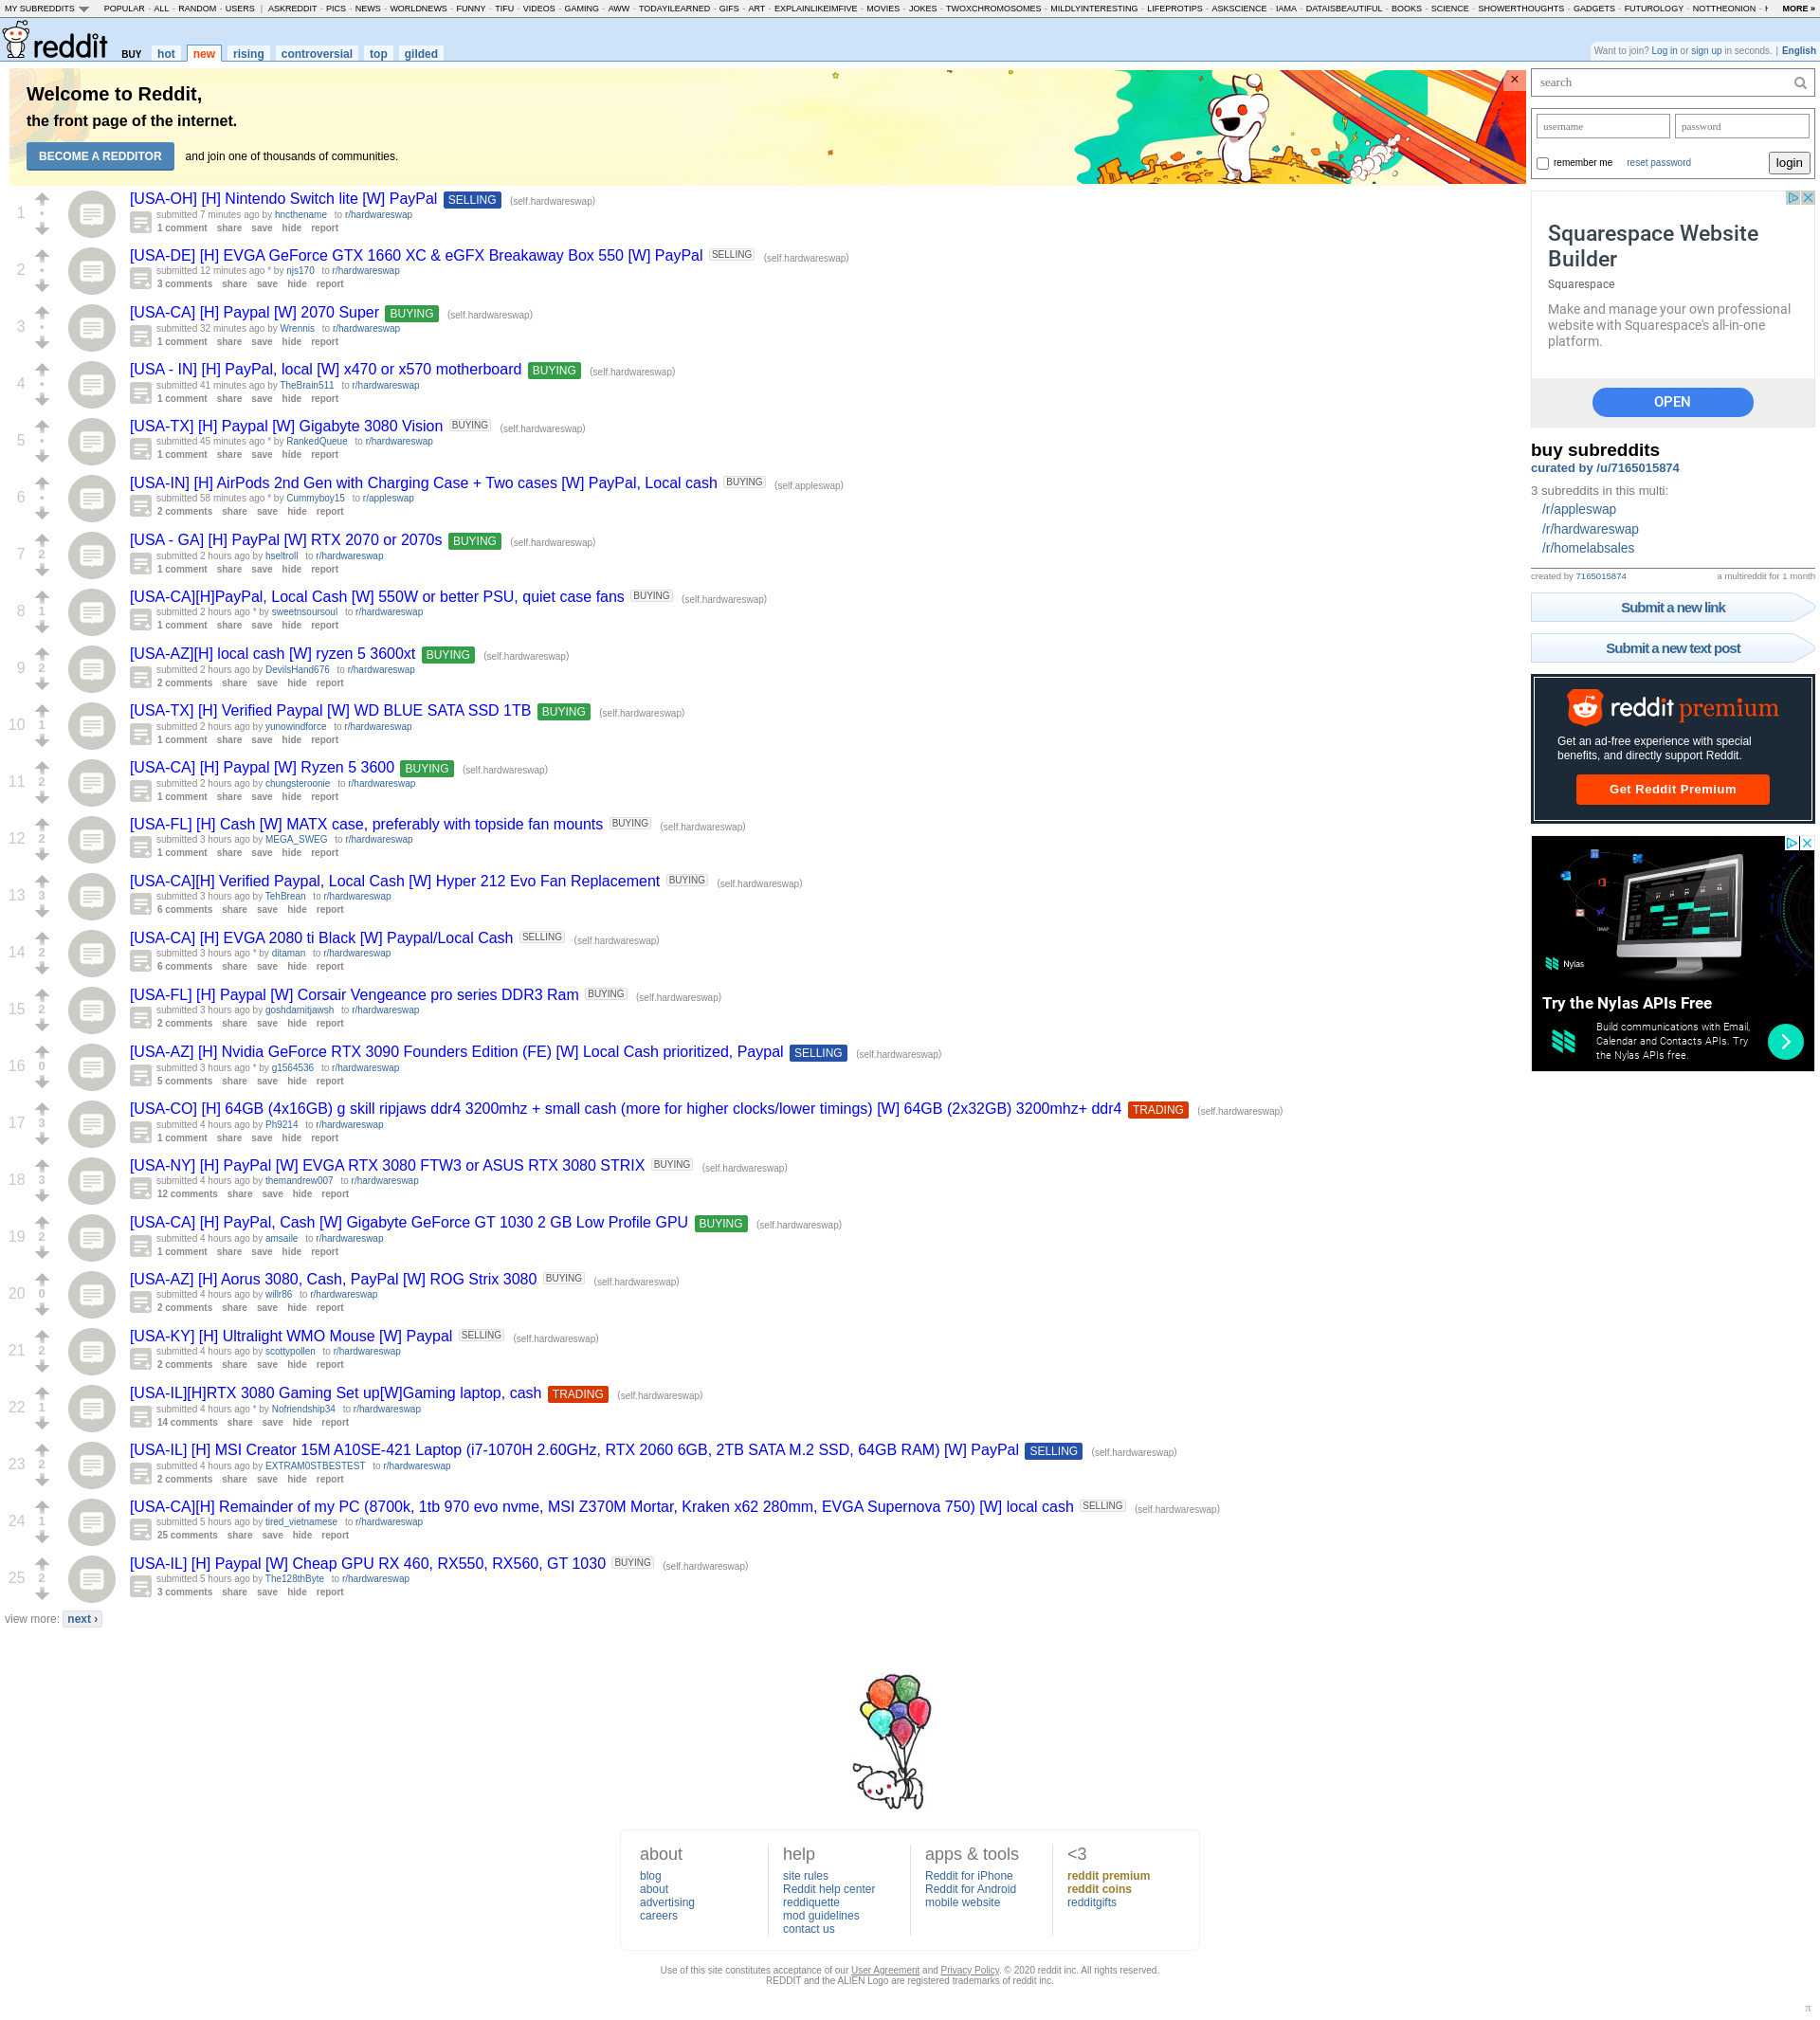 MY SUBREDDITS POPULAR - ALL - RANDOM - USERS | ASKREDDIT - PICS - NEWS - WORLDNEWS - FUNNY - TIFU - VIDEOS - GAMING - AWW - TODAYILEARNED - GIFS - ART - EXPLAINLIKEIMFIVE - MOVIES - JOKES - TWOXCHROMOSOMES - MILDLYINTERESTING - LIFEPROTIPS - ASKSCIENCE - IAMA - DATAISBEAUTIFUL - BOOKS - SCIENCE - SHOWERTHOUGHTS - GADGETS - FUTUROLOGY - NOTTHEONION - MORE »
reddit BUY hot new rising controversial top gilded
Want to join? Log in or sign up in seconds. | English
Welcome to Reddit,
the front page of the internet.
BECOME A REDDITOR and join one of thousands of communities.
×
1
[USA-OH] [H] Nintendo Switch lite [W] PayPal SELLING (self.hardwareswap)
•
submitted 7 minutes ago by hncthename to r/hardwareswap
1 comment share save hide report
2
[USA-DE] [H] EVGA GeForce GTX 1660 XC & eGFX Breakaway Box 550 [W] PayPal SELLING (self.hardwareswap)
•
submitted 12 minutes ago * by njs170 to r/hardwareswap
3 comments share save hide report
3
[USA-CA] [H] Paypal [W] 2070 Super BUYING (self.hardwareswap)
•
submitted 32 minutes ago by Wrennis to r/hardwareswap
1 comment share save hide report
4
[USA - IN] [H] PayPal, local [W] x470 or x570 motherboard BUYING (self.hardwareswap)
•
submitted 41 minutes ago by TheBrain511 to r/hardwareswap
1 comment share save hide report
5
[USA-TX] [H] Paypal [W] Gigabyte 3080 Vision BUYING (self.hardwareswap)
•
submitted 45 minutes ago * by RankedQueue to r/hardwareswap
1 comment share save hide report
6
[USA-IN] [H] AirPods 2nd Gen with Charging Case + Two cases [W] PayPal, Local cash BUYING (self.appleswap)
•
submitted 58 minutes ago * by Cummyboy15 to r/appleswap
2 comments share save hide report
7
[USA - GA] [H] PayPal [W] RTX 2070 or 2070s BUYING (self.hardwareswap)
2
submitted 2 hours ago by hseltroll to r/hardwareswap
1 comment share save hide report
8
[USA-CA][H]PayPal, Local Cash [W] 550W or better PSU, quiet case fans BUYING (self.hardwareswap)
1
submitted 2 hours ago * by sweetnsoursoul to r/hardwareswap
1 comment share save hide report
9
[USA-AZ][H] local cash [W] ryzen 5 3600xt BUYING (self.hardwareswap)
2
submitted 2 hours ago by DevilsHand676 to r/hardwareswap
2 comments share save hide report
10
[USA-TX] [H] Verified Paypal [W] WD BLUE SATA SSD 1TB BUYING (self.hardwareswap)
1
submitted 2 hours ago by yunowindforce to r/hardwareswap
1 comment share save hide report
11
[USA-CA] [H] Paypal [W] Ryzen 5 3600 BUYING (self.hardwareswap)
2
submitted 2 hours ago by chungsteroonie to r/hardwareswap
1 comment share save hide report
12
[USA-FL] [H] Cash [W] MATX case, preferably with topside fan mounts BUYING (self.hardwareswap)
2
submitted 3 hours ago by MEGA_SWEG to r/hardwareswap
1 comment share save hide report
13
[USA-CA][H] Verified Paypal, Local Cash [W] Hyper 212 Evo Fan Replacement BUYING (self.hardwareswap)
3
submitted 3 hours ago by TehBrean to r/hardwareswap
6 comments share save hide report
14
[USA-CA] [H] EVGA 2080 ti Black [W] Paypal/Local Cash SELLING (self.hardwareswap)
2
submitted 3 hours ago * by ditaman to r/hardwareswap
6 comments share save hide report
15
[USA-FL] [H] Paypal [W] Corsair Vengeance pro series DDR3 Ram BUYING (self.hardwareswap)
2
submitted 3 hours ago by goshdarnitjawsh to r/hardwareswap
2 comments share save hide report
16
[USA-AZ] [H] Nvidia GeForce RTX 3090 Founders Edition (FE) [W] Local Cash prioritized, Paypal SELLING (self.hardwareswap)
0
submitted 3 hours ago * by g1564536 to r/hardwareswap
5 comments share save hide report
17
[USA-CO] [H] 64GB (4x16GB) g skill ripjaws ddr4 3200mhz + small cash (more for higher clocks/lower timings) [W] 64GB (2x32GB) 3200mhz+ ddr4 TRADING (self.hardwareswap)
3
submitted 4 hours ago by Ph9214 to r/hardwareswap
1 comment share save hide report
18
[USA-NY] [H] PayPal [W] EVGA RTX 3080 FTW3 or ASUS RTX 3080 STRIX BUYING (self.hardwareswap)
3
submitted 4 hours ago by themandrew007 to r/hardwareswap
12 comments share save hide report
19
[USA-CA] [H] PayPal, Cash [W] Gigabyte GeForce GT 1030 2 GB Low Profile GPU BUYING (self.hardwareswap)
2
submitted 4 hours ago by amsaile to r/hardwareswap
1 comment share save hide report
20
[USA-AZ] [H] Aorus 3080, Cash, PayPal [W] ROG Strix 3080 BUYING (self.hardwareswap)
0
submitted 4 hours ago by willr86 to r/hardwareswap
2 comments share save hide report
21
[USA-KY] [H] Ultralight WMO Mouse [W] Paypal SELLING (self.hardwareswap)
2
submitted 4 hours ago by scottypollen to r/hardwareswap
2 comments share save hide report
22
[USA-IL][H]RTX 3080 Gaming Set up[W]Gaming laptop, cash TRADING (self.hardwareswap)
1
submitted 4 hours ago * by Nofriendship34 to r/hardwareswap
14 comments share save hide report
23
[USA-IL] [H] MSI Creator 15M A10SE-421 Laptop (i7-1070H 2.60GHz, RTX 2060 6GB, 2TB SATA M.2 SSD, 64GB RAM) [W] PayPal SELLING (self.hardwareswap)
2
submitted 4 hours ago by EXTRAM0STBESTEST to r/hardwareswap
2 comments share save hide report
24
[USA-CA][H] Remainder of my PC (8700k, 1tb 970 evo nvme, MSI Z370M Mortar, Kraken x62 280mm, EVGA Supernova 750) [W] local cash SELLING (self.hardwareswap)
1
submitted 5 hours ago by tired_vietnamese to r/hardwareswap
25 comments share save hide report
25
[USA-IL] [H] Paypal [W] Cheap GPU RX 460, RX550, RX560, GT 1030 BUYING (self.hardwareswap)
2
submitted 5 hours ago by The128thByte to r/hardwareswap
3 comments share save hide report
view more: next ›
search
username password
remember me reset password login
Squarespace Website
Builder
Squarespace
Make and manage your own professional
website with Squarespace's all-in-one
platform.
OPEN
buy subreddits
curated by /u/7165015874
3 subreddits in this multi:
/r/appleswap
/r/hardwareswap
/r/homelabsales
created by 7165015874 a multireddit for 1 month
Submit a new link
Submit a new text post
reddit premium
Get an ad-free experience with special
benefits, and directly support Reddit.
Get Reddit Premium
IMAP
Nylas
Try the Nylas APIs Free
Build communications with Email,
Calendar and Contacts APIs. Try
the Nylas APIs free.
about help apps & tools <3
blog site rules Reddit for iPhone reddit premium
about Reddit help center Reddit for Android reddit coins
advertising reddiquette mobile website redditgifts
careers mod guidelines
contact us
Use of this site constitutes acceptance of our User Agreement and Privacy Policy. © 2020 reddit inc. All rights reserved.
REDDIT and the ALIEN Logo are registered trademarks of reddit inc.
π